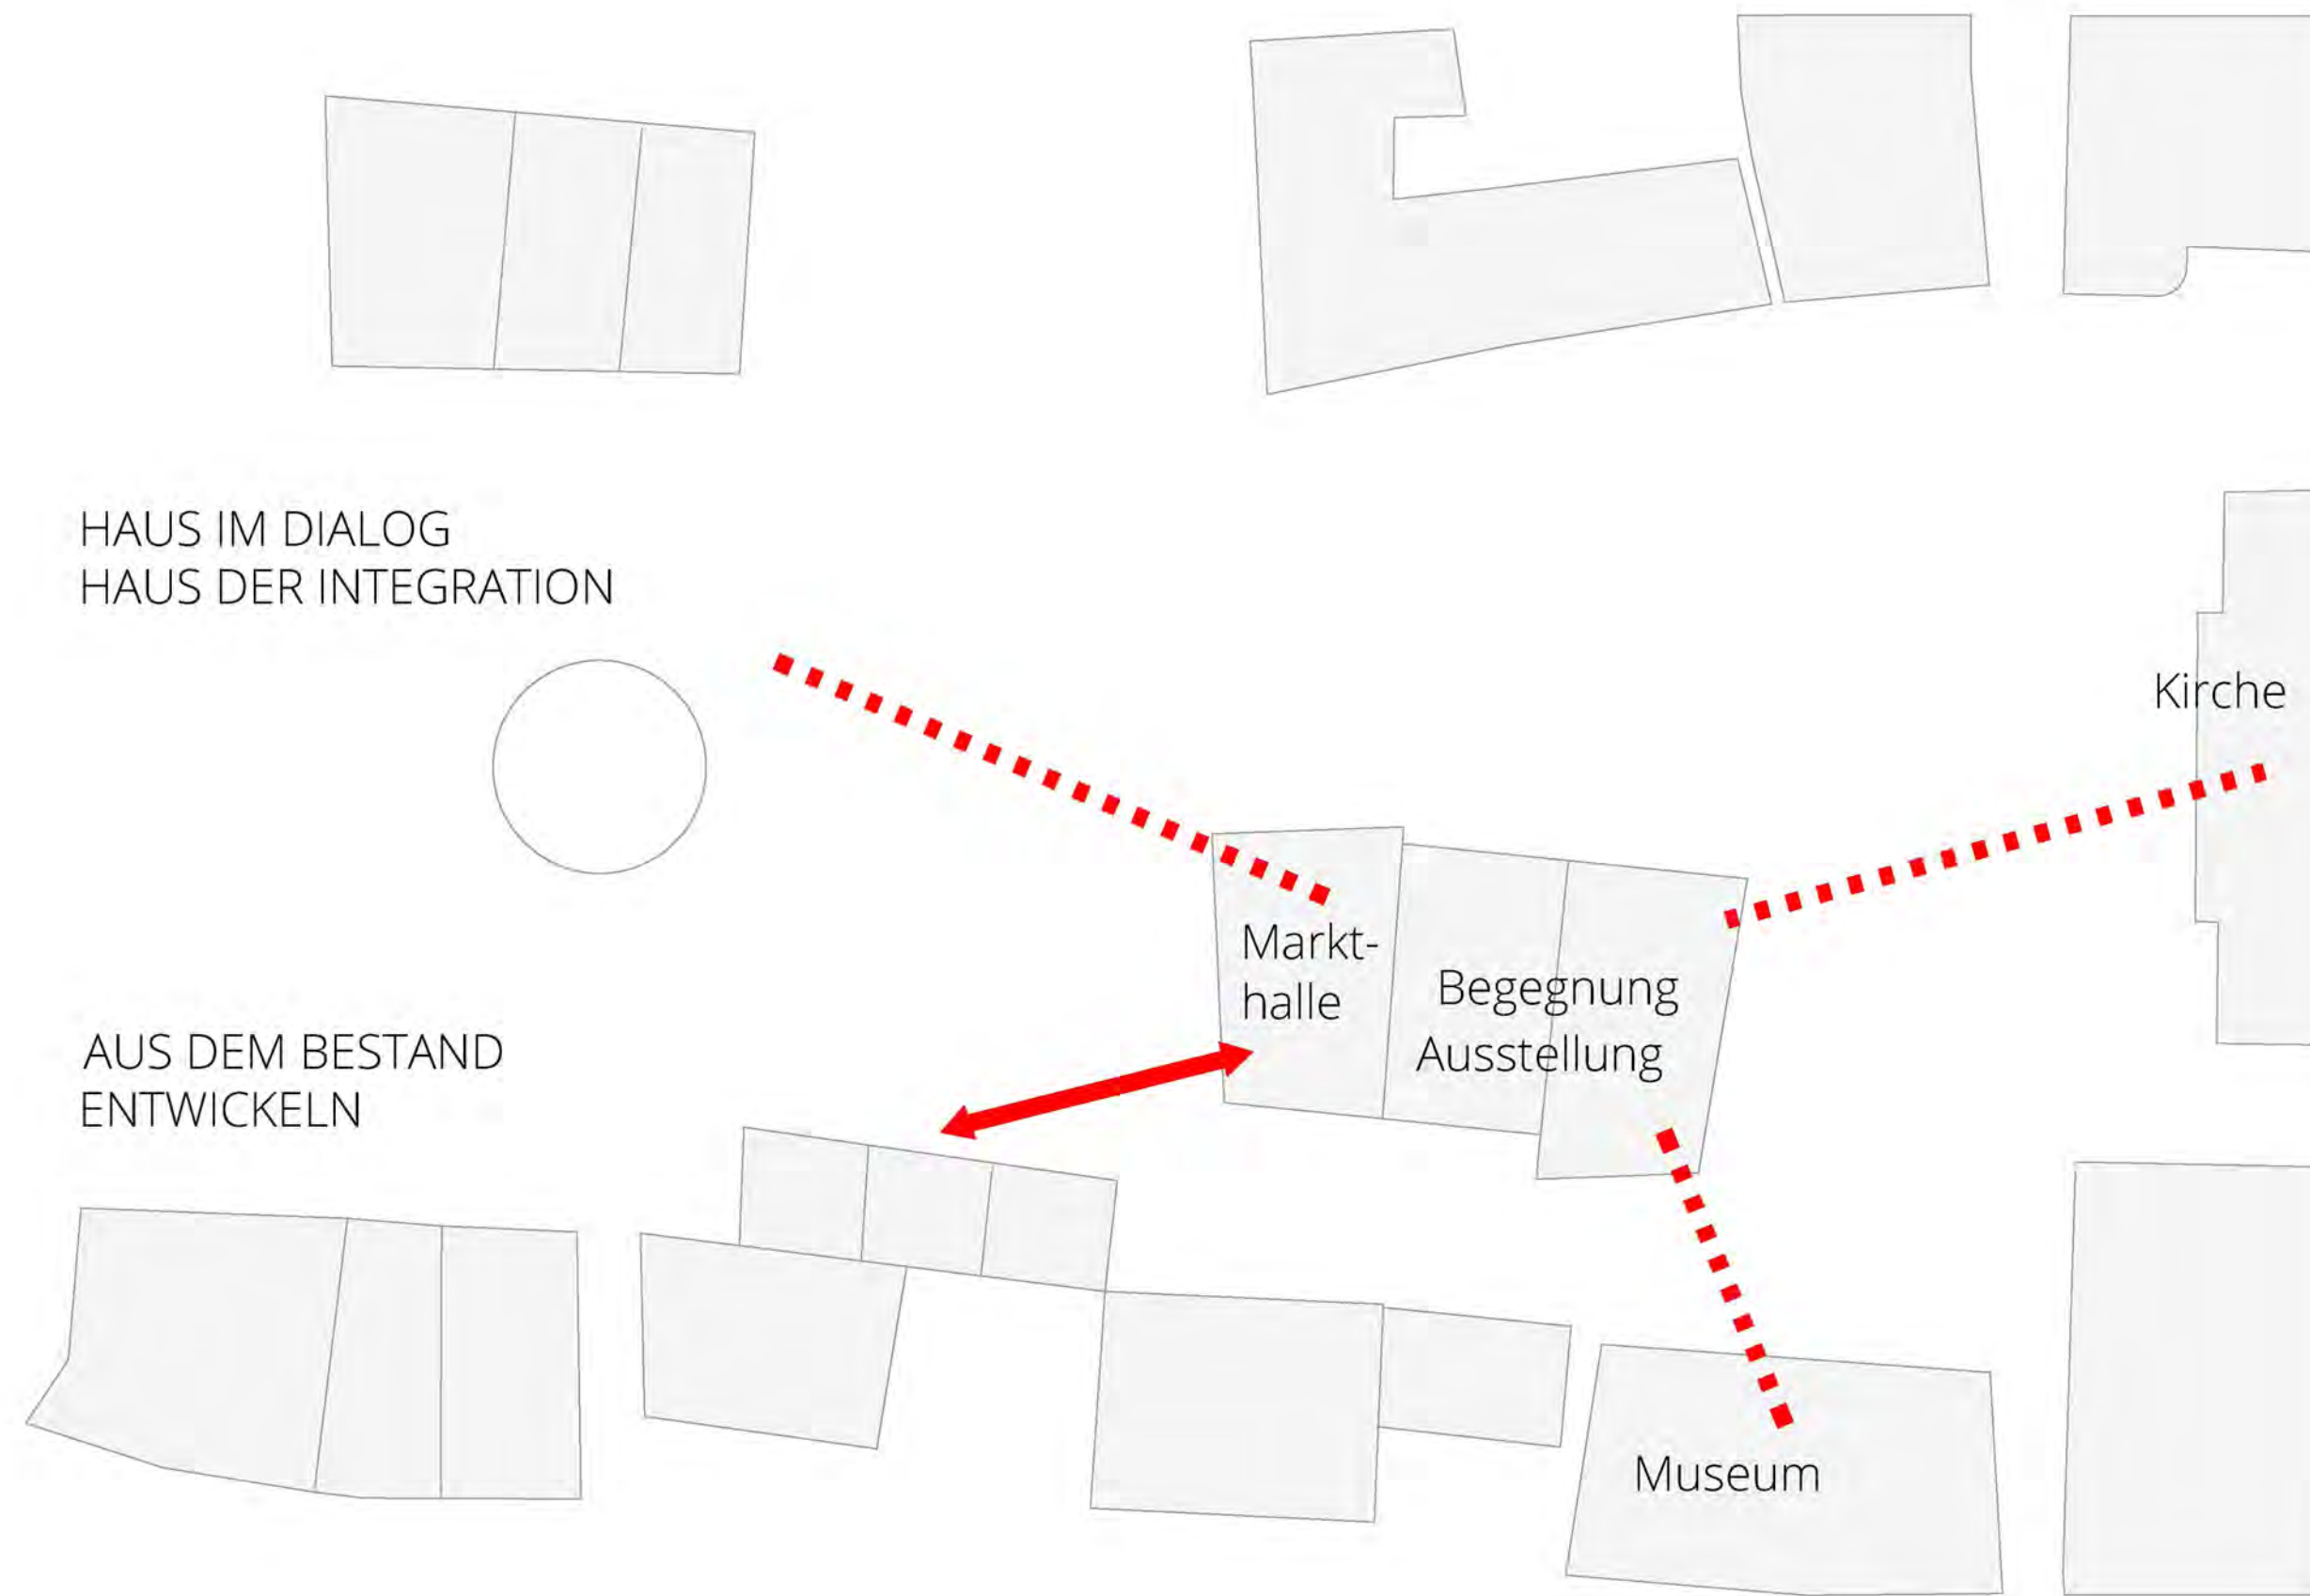 HAUS IM DIALOG
HAUS DER INTEGRATION
Kirche
Markt-
halle
Begegnung
Ausstellung
AUS DEM BESTAND
ENTWICKELN
Museum